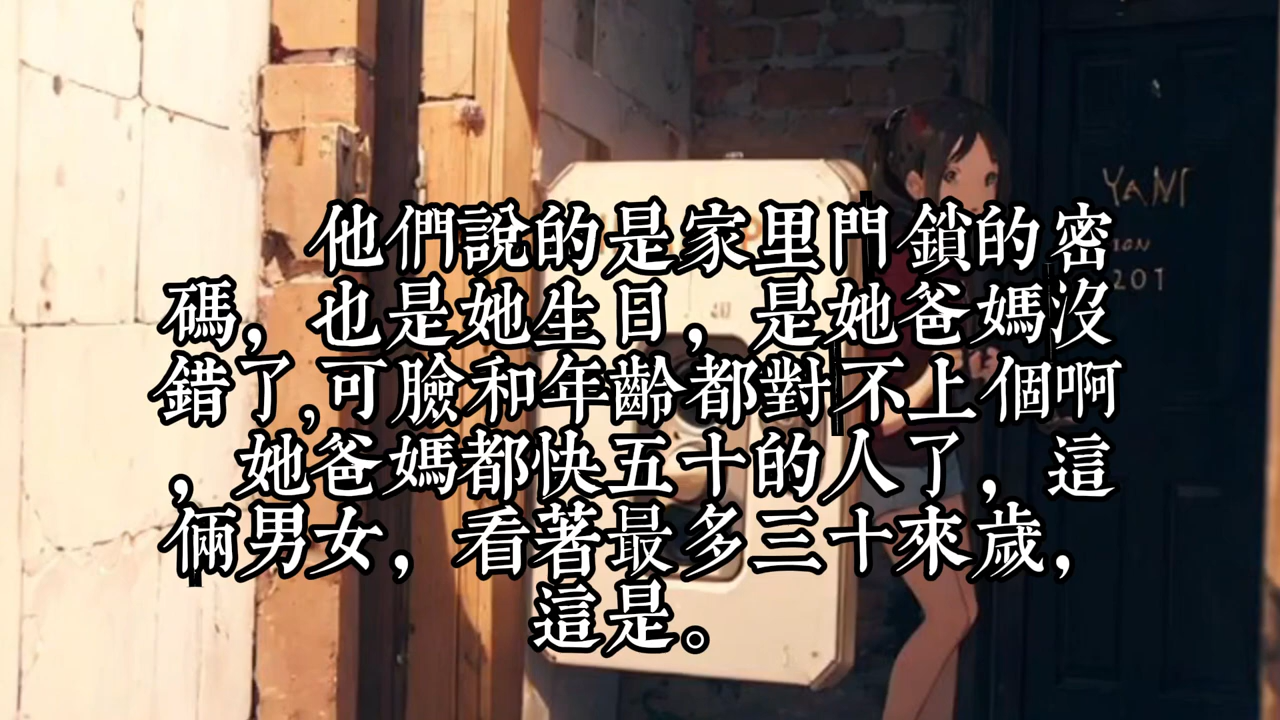 他們說的是家里門鎖的密
碼，也是她生日，是她爸媽沒
錯了,可臉和年齡都對不上個啊
，她爸媽都快五十的人了，這
倆男女，看著最多三十來歲，
這是。
YaNI
201